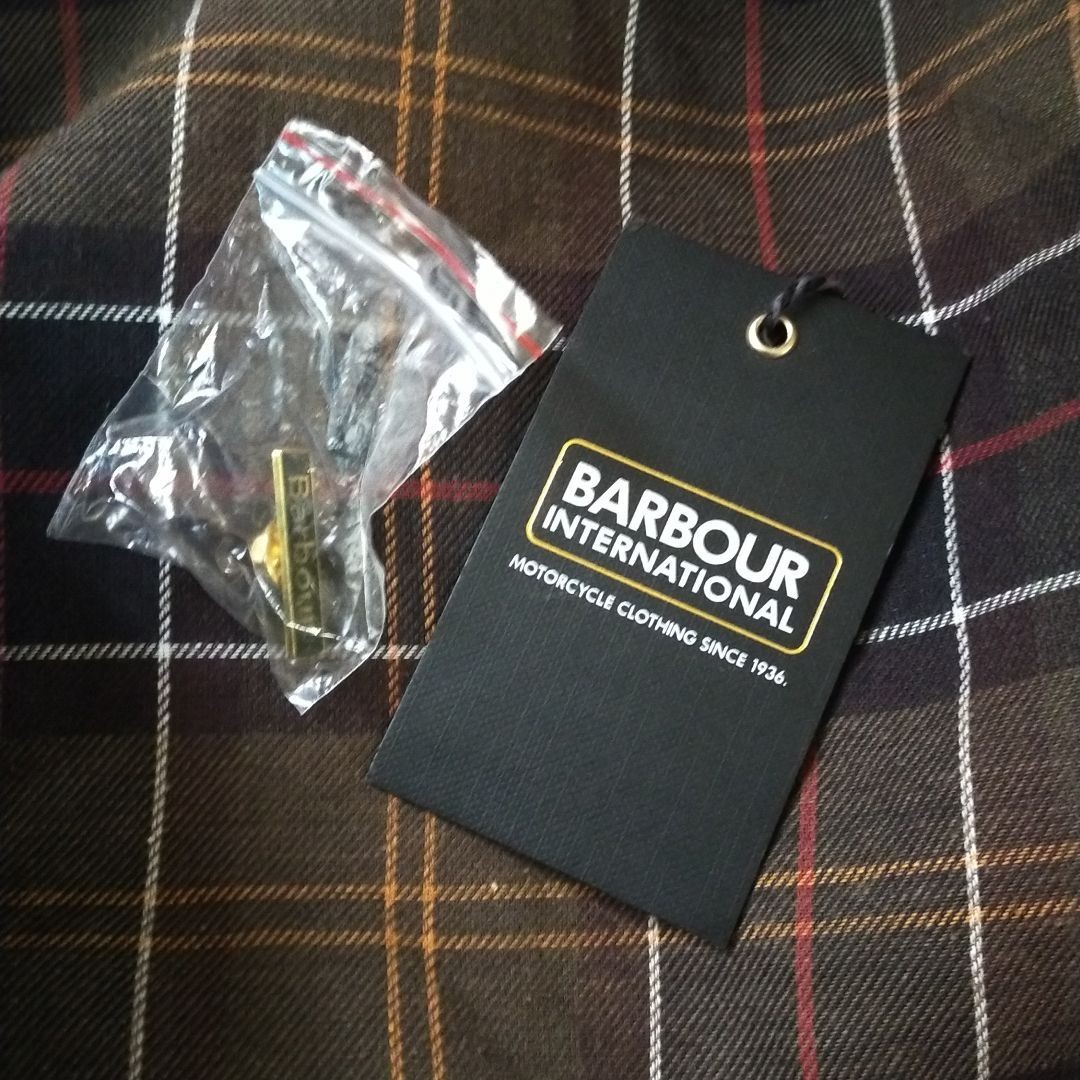 Barbour
BARBOUR
INTERNATIONAL
MOTORCYCLE CLOTHING SINCE 1936.